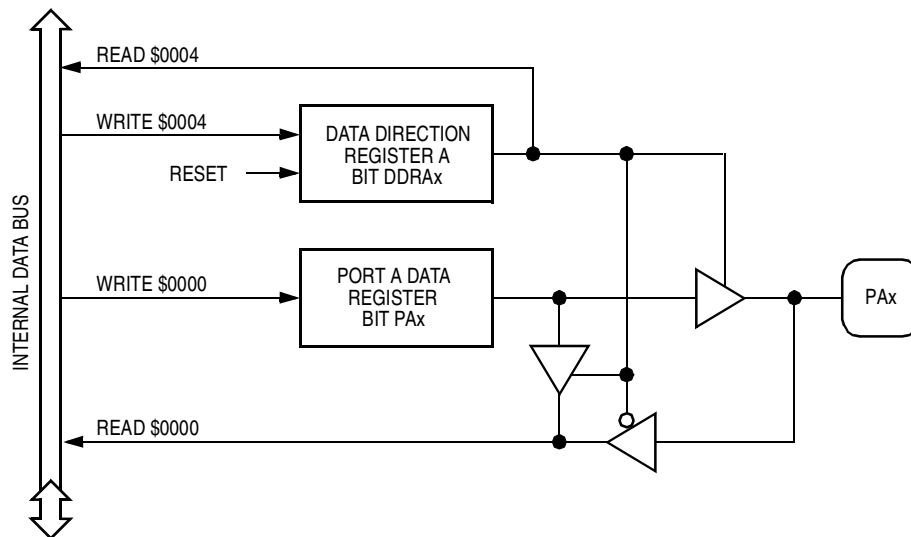 READ $0004
WRITE $0004
DATA DIRECTION
REGISTER A
BIT DDRAx
RESET
INTERNAL DATA BUS
WRITE $0000
PORT A DATA
REGISTER
BIT PAx
PAx
READ $0000